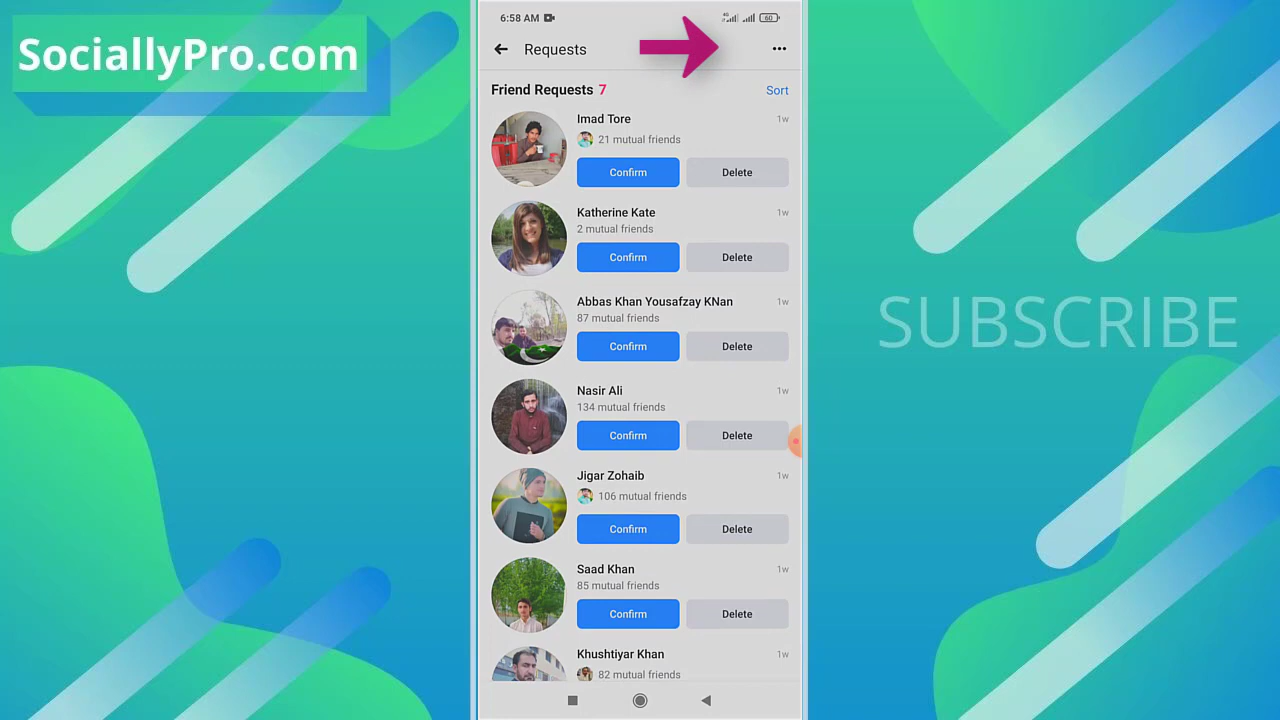 SociallyPro.com
6:58 AM
4G
60
Requests
Friend Requests 7
Sort
Imad Tore
1w
21 mutual friends
Confirm
Delete
Katherine Kate
1w
2 mutual friends
Confirm
Delete
Abbas Khan Yousafzay KNan
1w
87 mutual friends
Confirm
Delete
Nasir Ali
1w
134 mutual friends
Confirm
Delete
Jigar Zohaib
1w
106 mutual friends
Confirm
Delete
Saad Khan
1w
85 mutual friends
Confirm
Delete
Khushtiyar Khan
1w
82 mutual friends
SUBSCRIBE